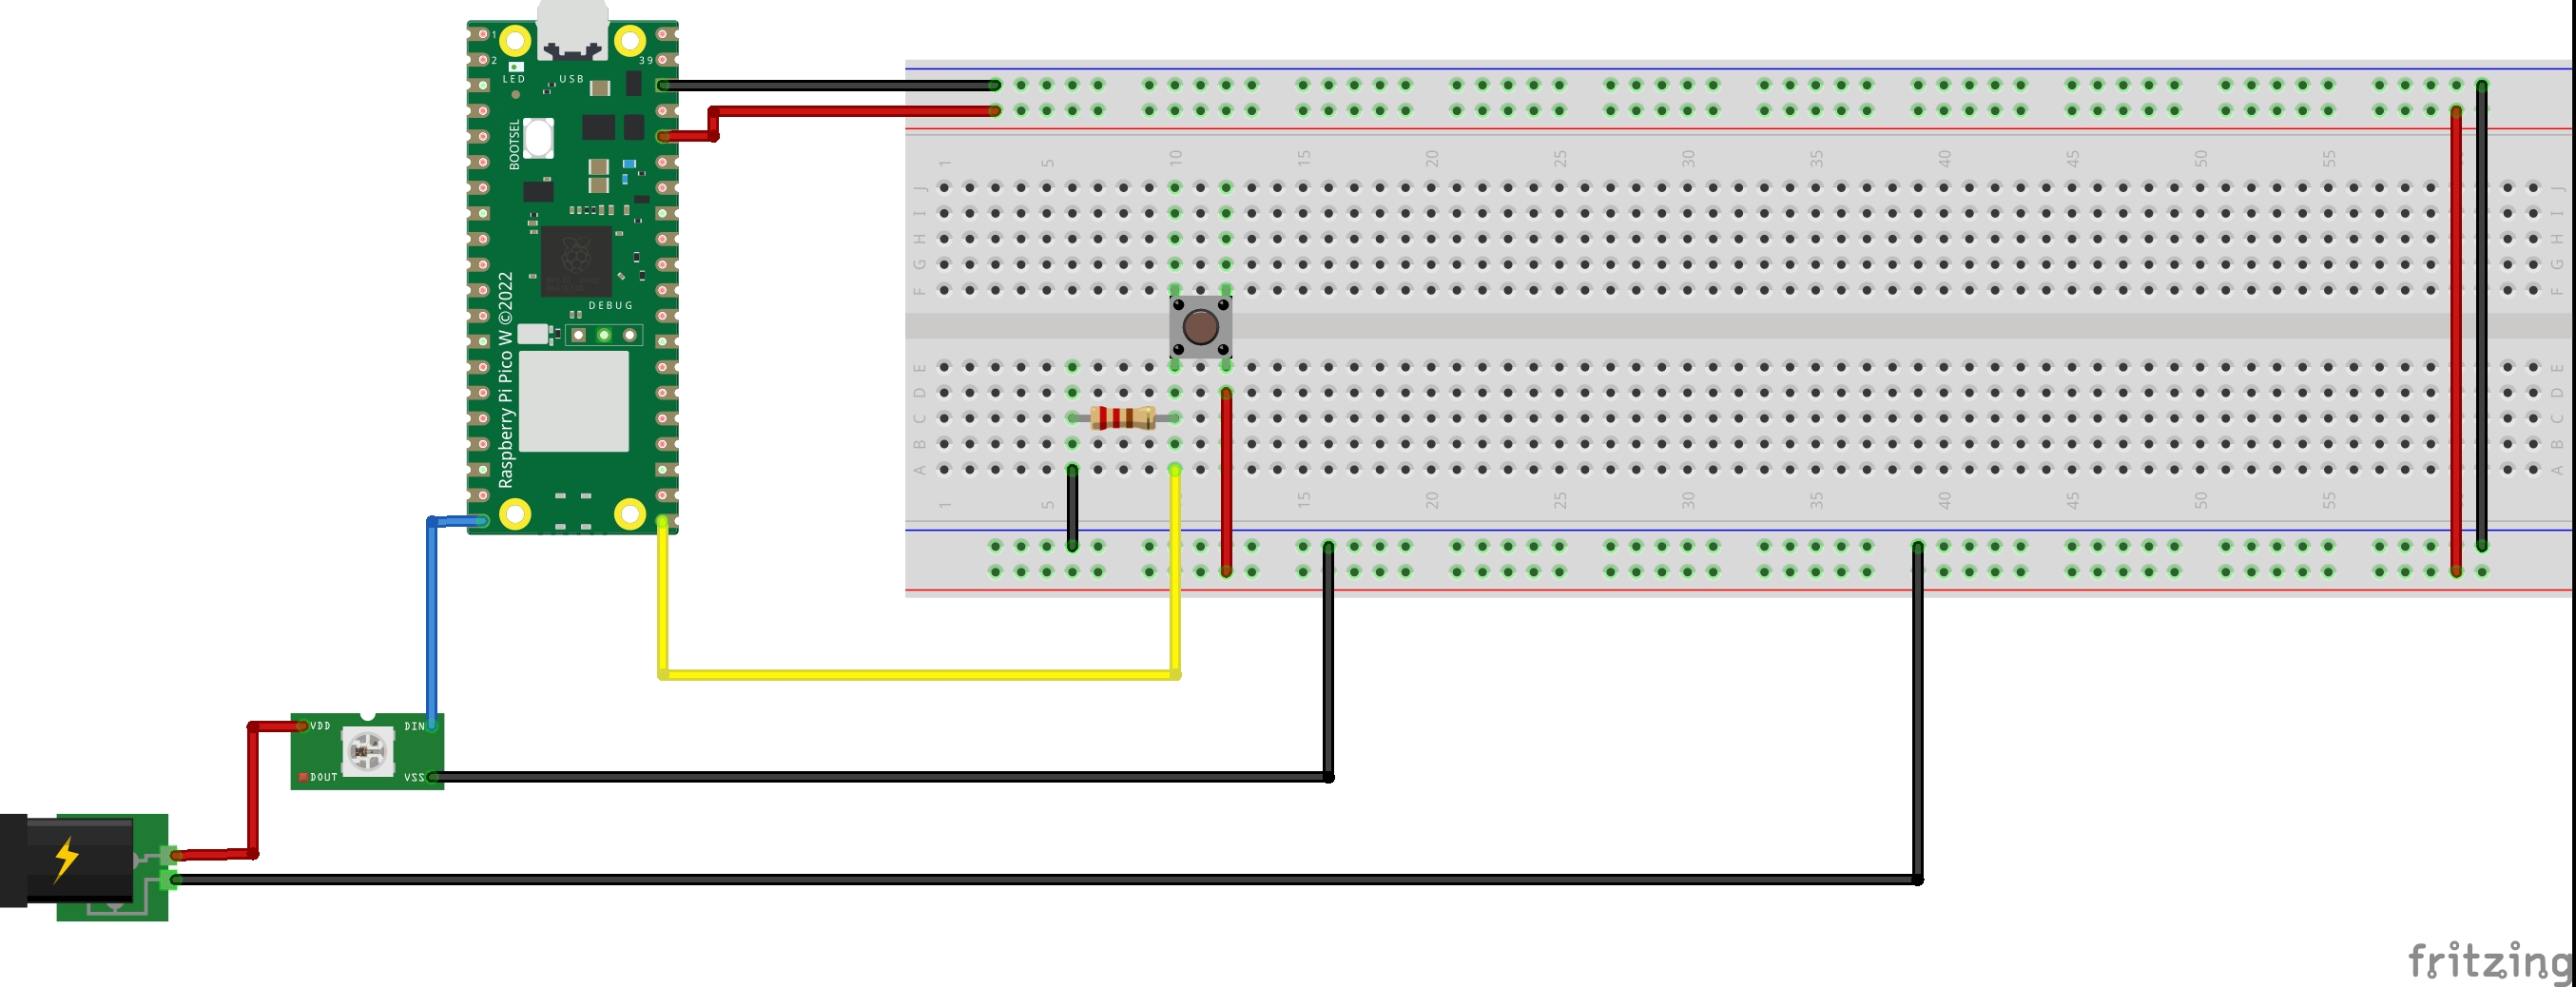 1
2
39
LED
USB
BOOTSEL
DEBUG
Raspberry Pi Pico W ©2022
1 5 10 15 20 25 30 35 40 45 50 55
J J
I I
H H
G G
F F
E E
D D
C C
B B
A A
1 5 15 20 25 30 35 40 45 50 55
VDD DIN
DOUT VSS
fritzing